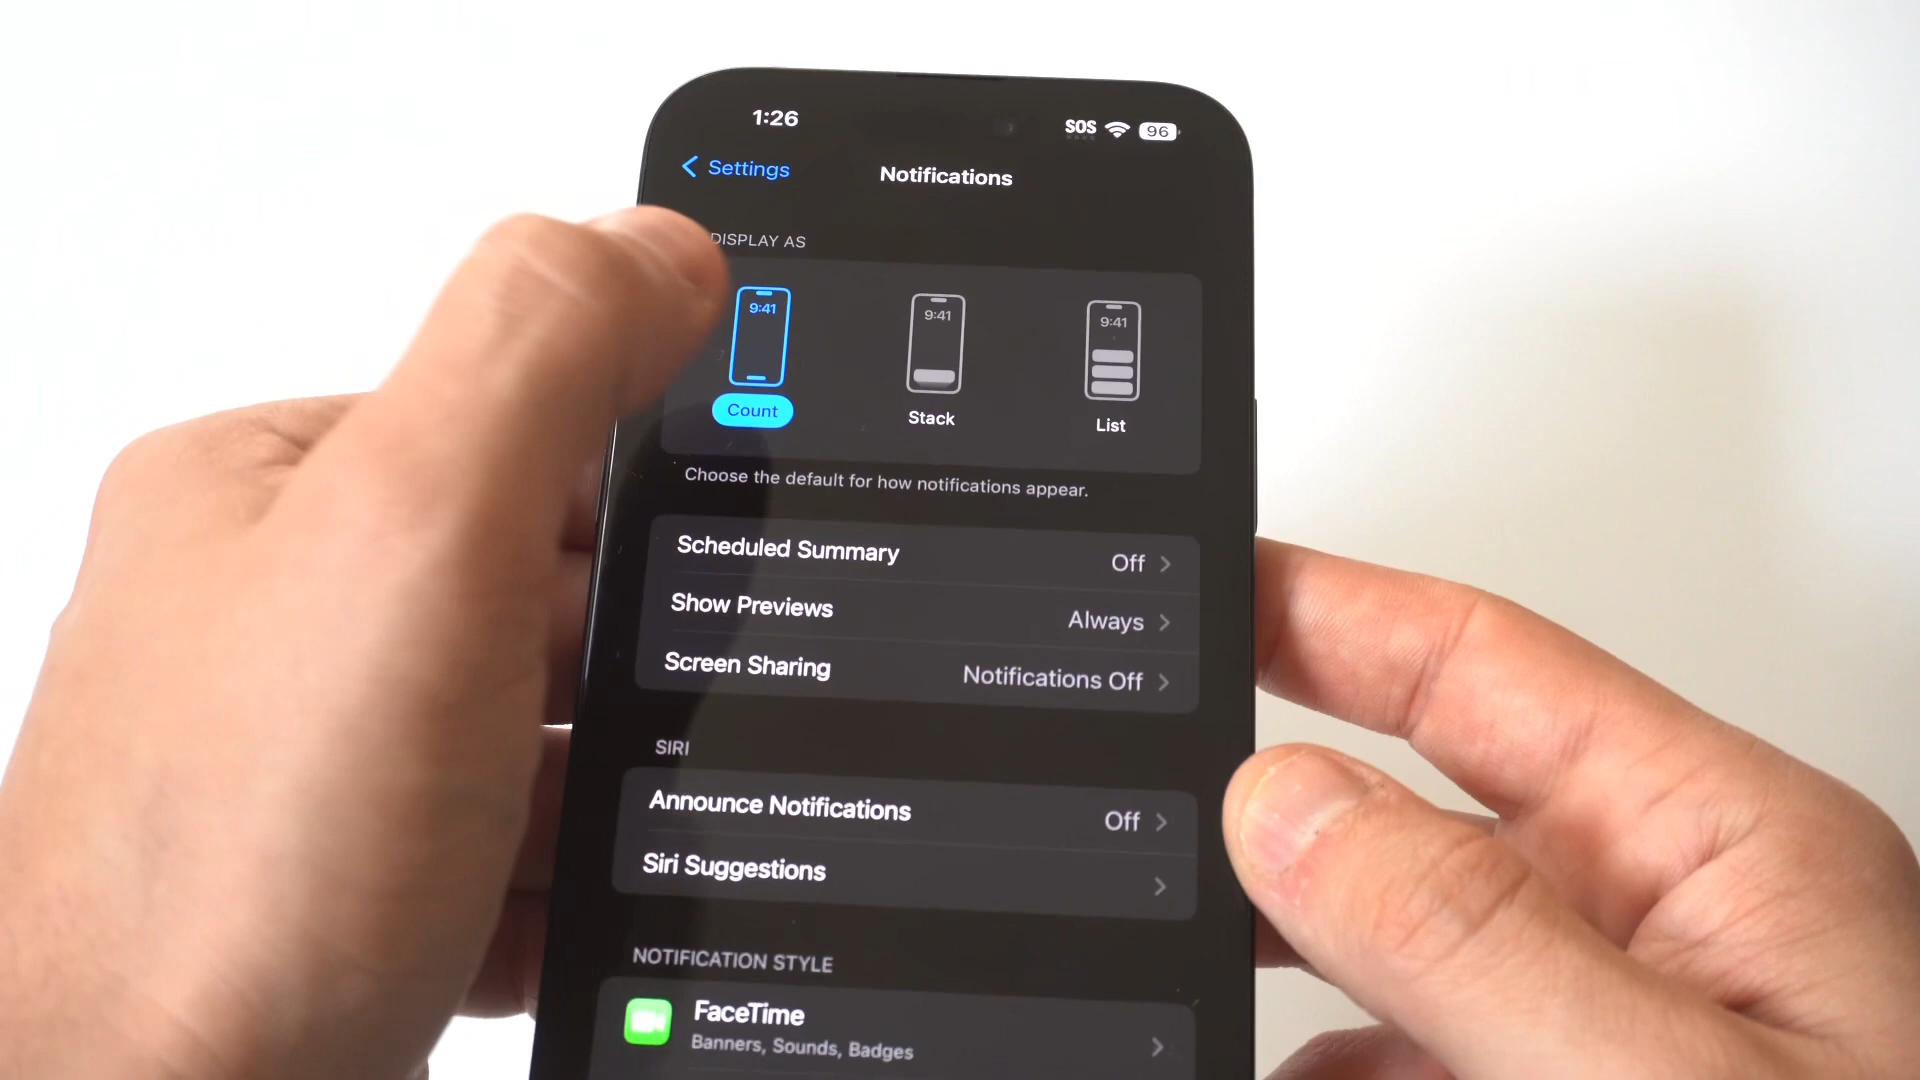 1:26 SOS 96
Settings Notifications
DISPLAY AS
9:41 9:41 9:41
Count Stack List
Choose the default for how notifications appear.
Scheduled Summary Off
Show Previews Always
Screen Sharing Notifications Off
SIRI
Announce Notifications Off
Siri Suggestions
NOTIFICATION STYLE
FaceTime
Banners, Sounds, Badges